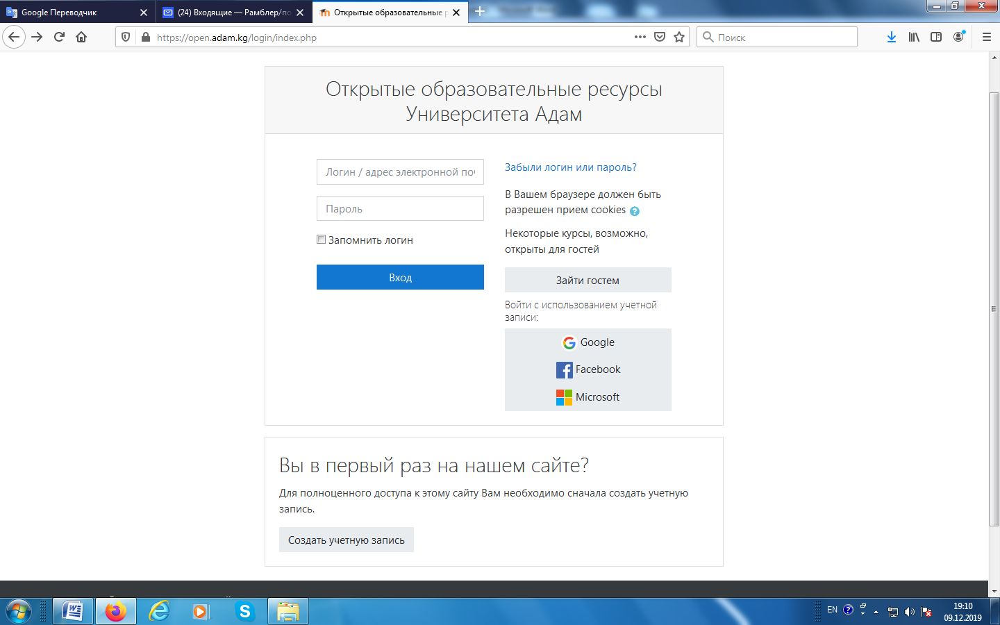 Google Переводчик
(24) Входящие — Рамблер/по
Открытые образовательные р
https://open.adam.kg/login/index.php
Поиск
Открытые образовательные ресурсы
Университета Адам
Логин / адрес электронной поч
Забыли логин или пароль?
Пароль
В Вашем браузере должен быть
разрешен прием cookies
Запомнить логин
Некоторые курсы, возможно,
открыты для гостей
Вход
Зайти гостем
Войти с использованием учетной
записи:
Google
Facebook
Microsoft
Вы в первый раз на нашем сайте?
Для полноценного доступа к этому сайту Вам необходимо сначала создать учетную
запись.
Создать учетную запись
EN
19:10
09.12.2019